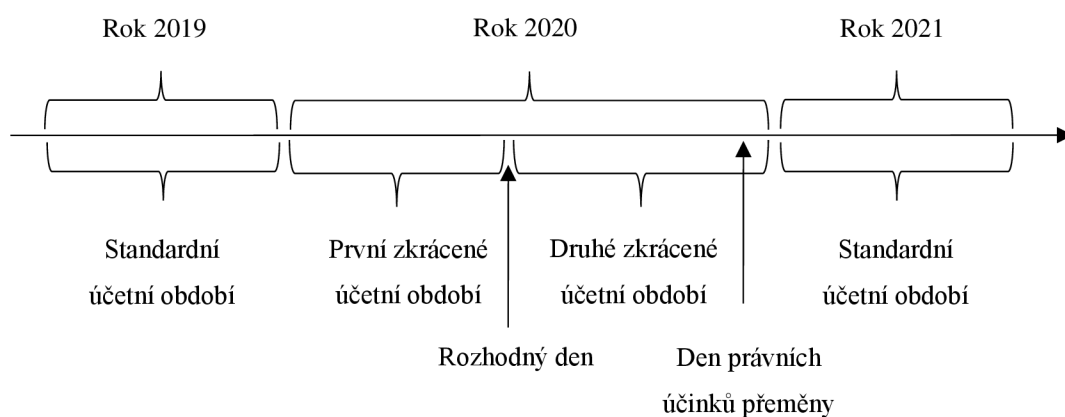 Rok 2019
Rok 2020
Rok 2021
Standardní
účetní období
První zkrácené
účetní období
Druhé zkrácené
účetní období
Standardní
účetní období
Rozhodný den
Den právních
účinků přeměny